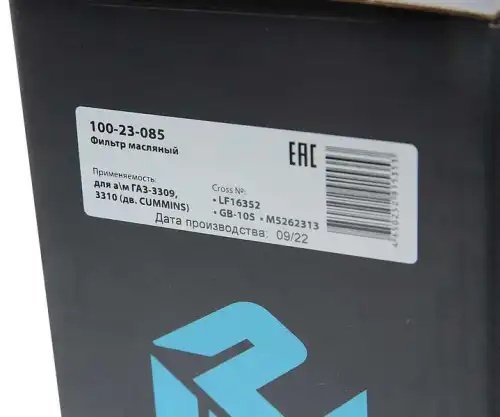 100-23-085
Фильтр масляный
EAC
Применяемость:
для а\м ГАЗ-3309,
3310 (дв. CUMMINS)
Cross №:
• LF16352
• GB-105 • M5262313
Дата производства: 09/22